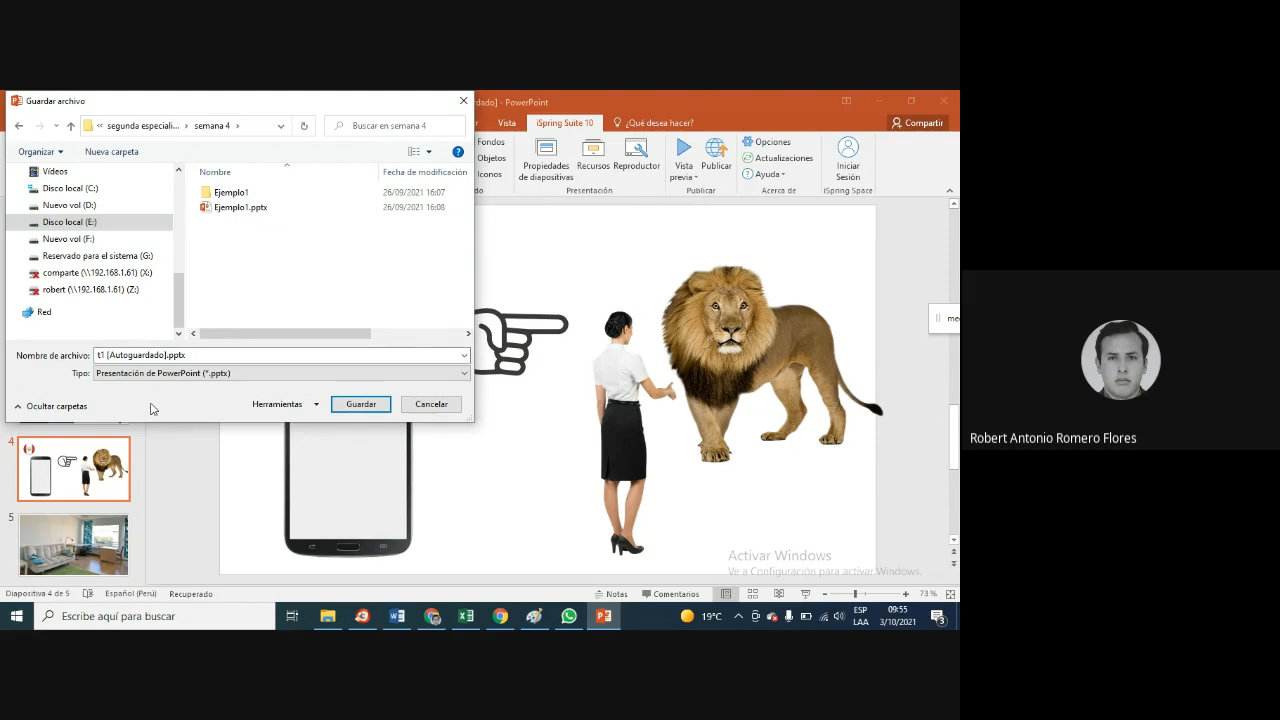 Guardar archivo
dado] - PowerPoint
segunda especiali...
semana 4
Buscar en semana 4
Vista
iSpring Suite 10
¿Qué desea hacer?
Compartir
Organizar
Nueva carpeta
Fondos
Objetos
Iconos
Propiedades
de diapositivas
Recursos
Reproductor
Vista
previa
Publicar
Opciones
Actualizaciones
Ayuda
Iniciar
Sesión
Presentación
Publicar
Acerca de
iSpring Space
Vídeos
Disco local (C:)
Nuevo vol (D:)
Disco local (E:)
Nuevo vol (F:)
Reservado para el sistema (G:)
comparte (\\192.168.1.61) (X:)
robert (\\192.168.1.61) (Z:)
Red
Nombre
Fecha de modificación
Ejemplo1
26/09/2021 16:07
Ejemplo1.pptx
26/09/2021 16:08
Nombre de archivo:
t1 [Autoguardado].pptx
Tipo:
Presentación de PowerPoint (*.pptx)
Ocultar carpetas
Herramientas
Guardar
Cancelar
4
5
Activar Windows
Ve a Configuración para activar Windows.
Diapositiva 4 de 5
Español (Perú)
Recuperado
Notas
Comentarios
73 %
Escribe aquí para buscar
19°C
ESP
LAA
09:55
3/10/2021
3
Robert Antonio Romero Flores